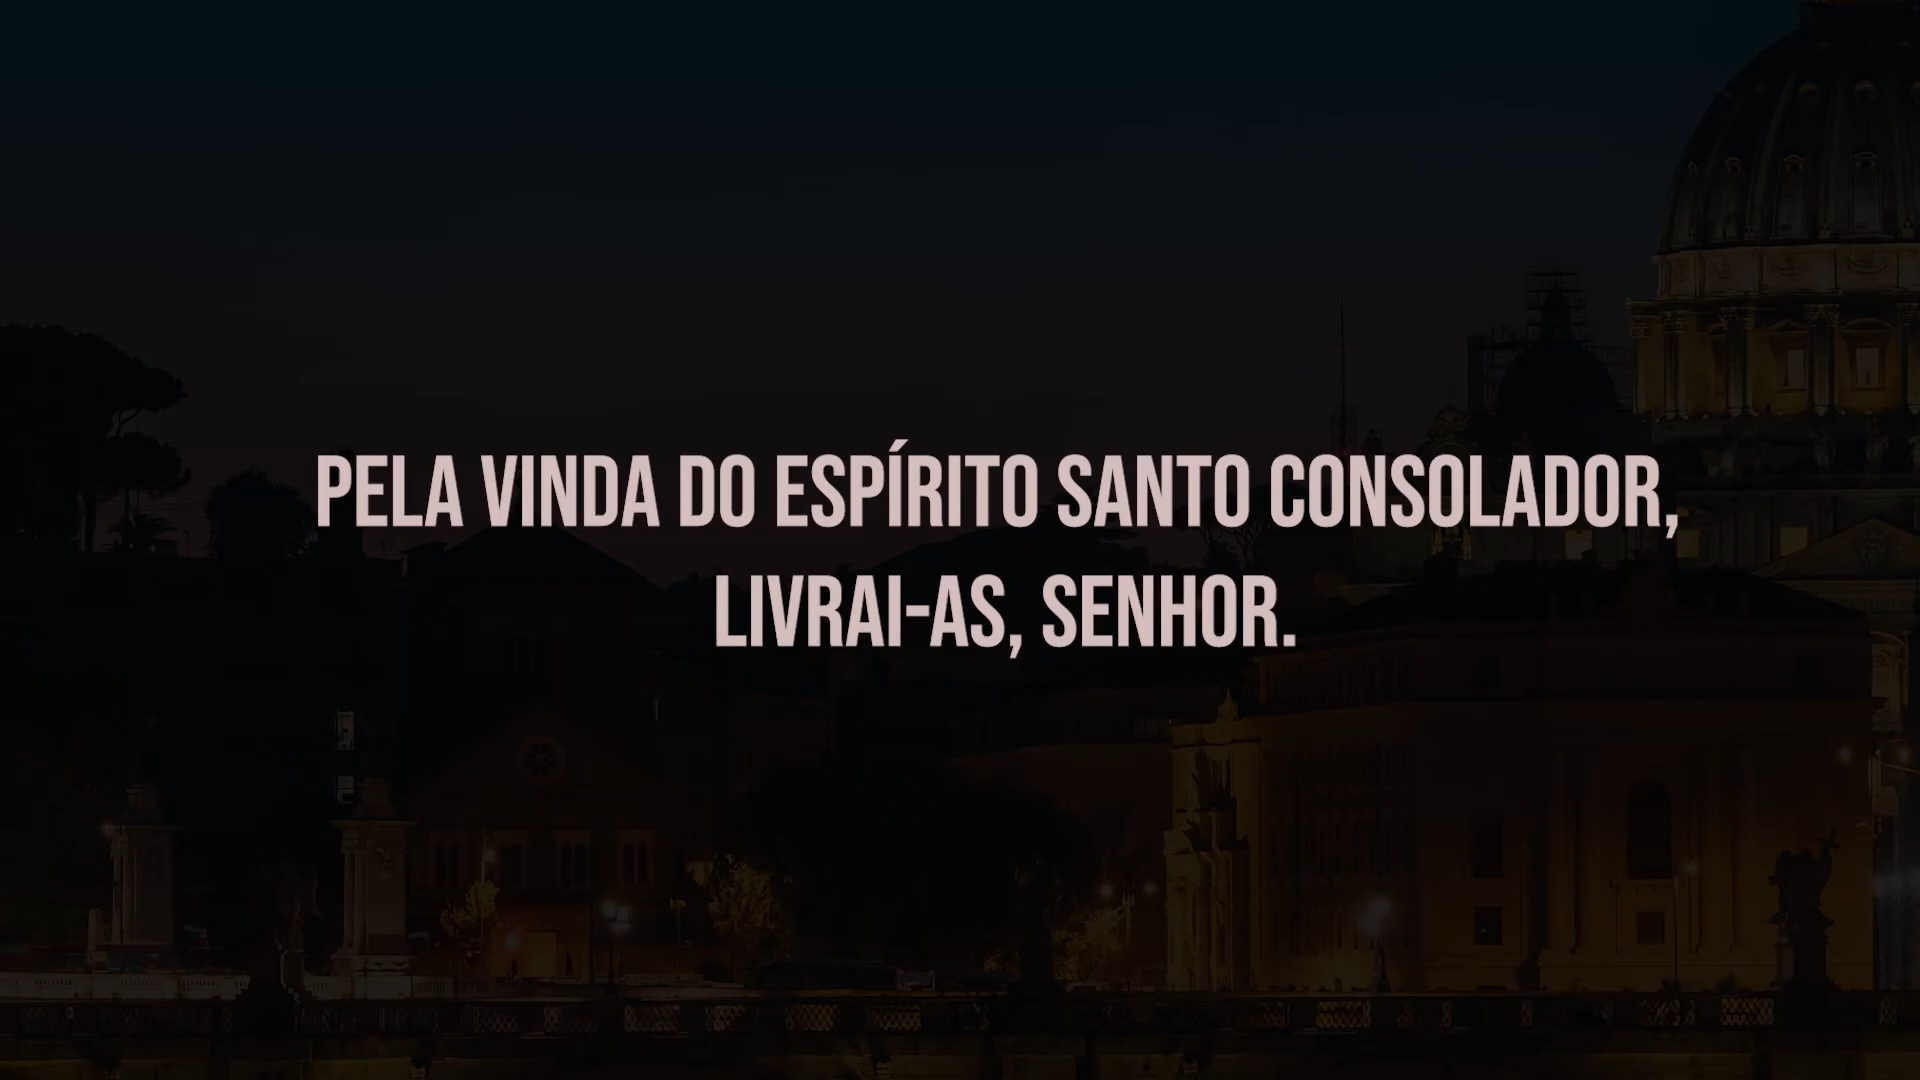 PELA VINDA DO ESPÍRITO SANTO CONSOLADOR,
LIVRAI-AS, SENHOR.